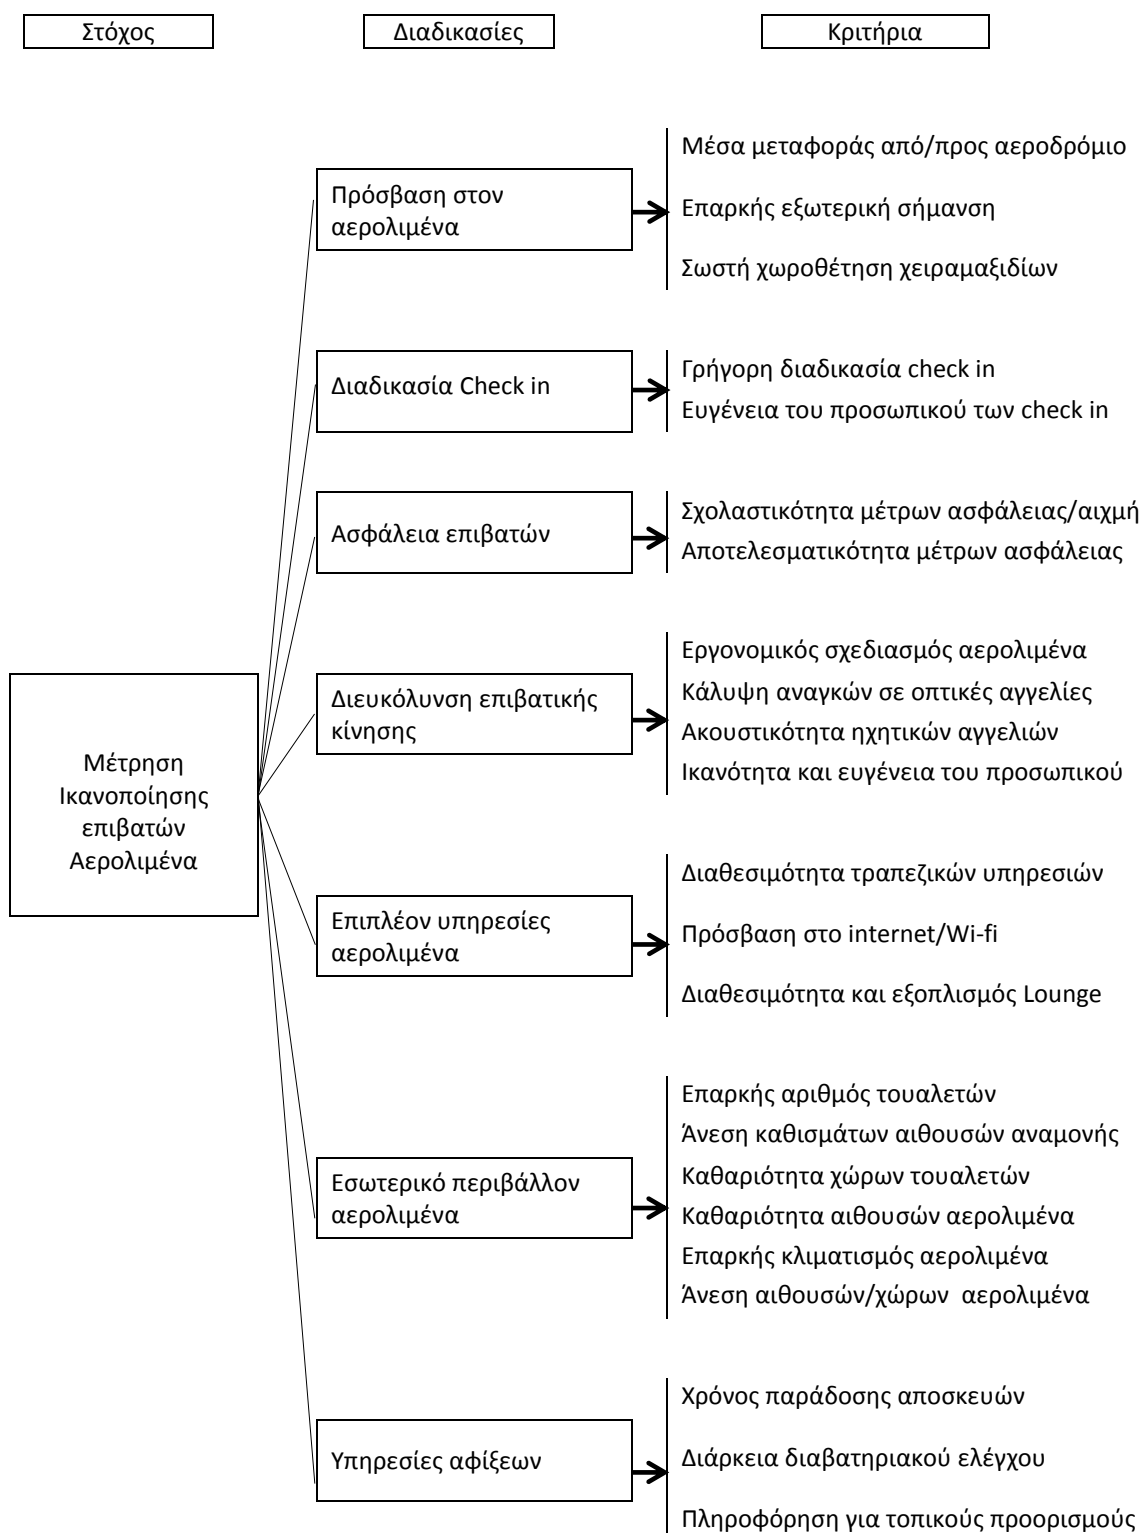 Στόχος
Διαδικασίες
Κριτήρια
Μέτρηση
Ικανοποίησης
επιβατών
Αερολιμένα
Πρόσβαση στον
αερολιμένα
Μέσα μεταφοράς από/προς αεροδρόμιο
Επαρκής εξωτερική σήμανση
Σωστή χωροθέτηση χειραμαξιδίων
Διαδικασία Check in
Γρήγορη διαδικασία check in
Ευγένεια του προσωπικού των check in
Ασφάλεια επιβατών
Σχολαστικότητα μέτρων ασφάλειας/αιχμή
Αποτελεσματικότητα μέτρων ασφάλειας
Διευκόλυνση επιβατικής
κίνησης
Εργονομικός σχεδιασμός αερολιμένα
Κάλυψη αναγκών σε οπτικές αγγελίες
Ακουστικότητα ηχητικών αγγελιών
Ικανότητα και ευγένεια του προσωπικού
Επιπλέον υπηρεσίες
αερολιμένα
Διαθεσιμότητα τραπεζικών υπηρεσιών
Πρόσβαση στο internet/Wi-fi
Διαθεσιμότητα και εξοπλισμός Lounge
Εσωτερικό περιβάλλον
αερολιμένα
Επαρκής αριθμός τουαλετών
Άνεση καθισμάτων αιθουσών αναμονής
Καθαριότητα χώρων τουαλετών
Καθαριότητα αιθουσών αερολιμένα
Επαρκής κλιματισμός αερολιμένα
Άνεση αιθουσών/χώρων αερολιμένα
Υπηρεσίες αφίξεων
Χρόνος παράδοσης αποσκευών
Διάρκεια διαβατηριακού ελέγχου
Πληροφόρηση για τοπικούς προορισμούς